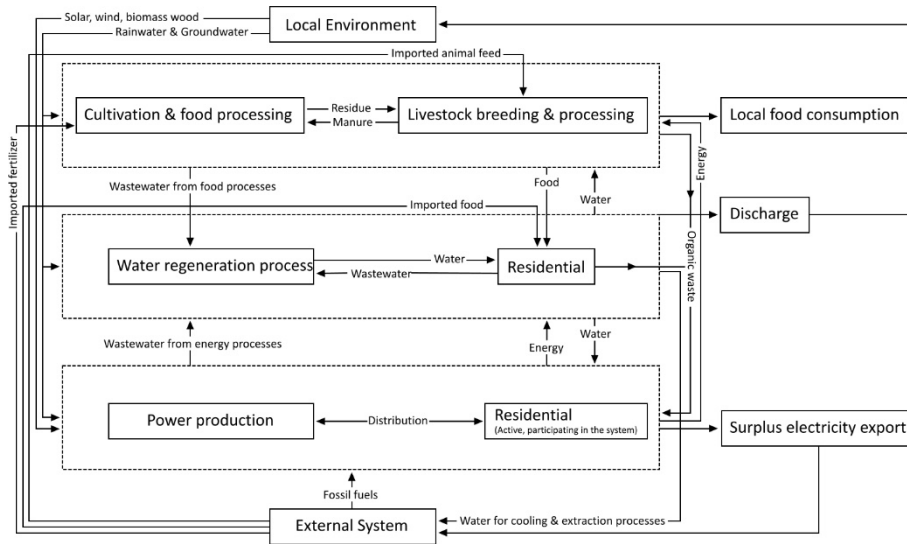 Solar, wind, biomass wood
Rainwater & Groundwater
Local Environment
Imported animal feed
Cultivation & food processing
Residue
Manure
Livestock breeding & processing
Local food consumption
Imported fertilizer
Energy
Wastewater from food processes
Food
Water
Imported food
Discharge
Organic waste
Water regeneration process
Water
Wastewater
Residential
Wastewater from energy processes
Energy
Water
Power production
Distribution
Residential
(Active, participating in the system)
Surplus electricity export
Fossil fuels
External System
Water for cooling & extraction processes